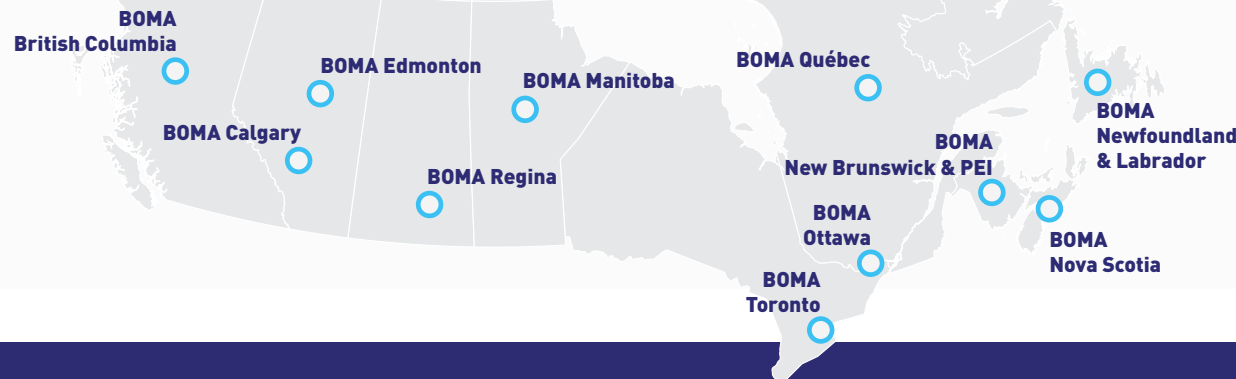 BOMA
British Columbia
BOMA Edmonton
BOMA Manitoba
BOMA Québec
BOMA Calgary
BOMA Regina
BOMA
Newfoundland
& Labrador
BOMA
New Brunswick & PEI
BOMA
Ottawa
BOMA
Nova Scotia
BOMA
Toronto